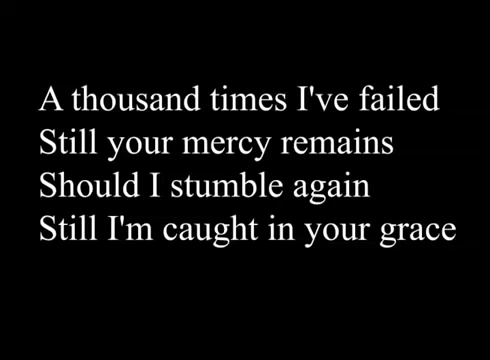 A thousand times I've failed
Still your mercy remains
Should I stumble again
Still I'm caught in your grace